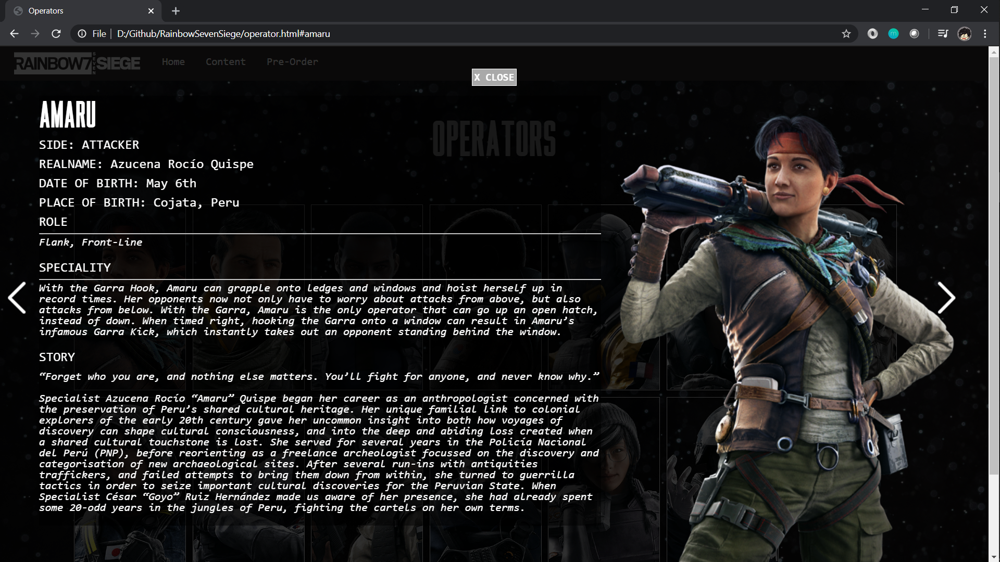 Operators
File
D:/Github/RainbowSevenSiege/operator.html#amaru
RAINBOW7 SEVEN SIEGE
Home
Content
Pre-Order
X CLOSE
OPERATORS
AMARU
SIDE: ATTACKER
REALNAME: Azucena Rocío Quispe
DATE OF BIRTH: May 6th
PLACE OF BIRTH: Cojata, Peru
ROLE
Flank, Front-Line
SPECIALITY
With the Garra Hook, Amaru can grapple onto ledges and windows and hoist herself up in
record times. Her opponents now not only have to worry about attacks from above, but also
attacks from below. With the Garra, Amaru is the only operator that can go up an open hatch,
instead of down. When timed right, hooking the Garra onto a window can result in Amaru’s
infamous Garra Kick, which instantly takes out an opponent standing behind the window.
STORY
“Forget who you are, and nothing else matters. You’ll fight for anyone, and never know why.”
Specialist Azucena Rocío “Amaru” Quispe began her career as an anthropologist concerned with
the preservation of Peru’s shared cultural heritage. Her unique familial link to colonial
explorers of the early 20th century gave her uncommon insight into both how voyages of
discovery can shape cultural consciousness, and into the deep and abiding loss created when
a shared cultural touchstone is lost. She served for several years in the Policía Nacional
del Perú (PNP), before reorienting as a freelance archeologist focussed on the discovery and
categorisation of new archaeological sites. After several run-ins with antiquities
traffickers, and failed attempts to bring them down from within, she turned to guerrilla
tactics in order to seize important cultural discoveries for the Peruvian State. When
Specialist César “Goyo” Ruiz Hernández made us aware of her presence, she had already spent
some 20-odd years in the jungles of Peru, fighting the cartels on her own terms.